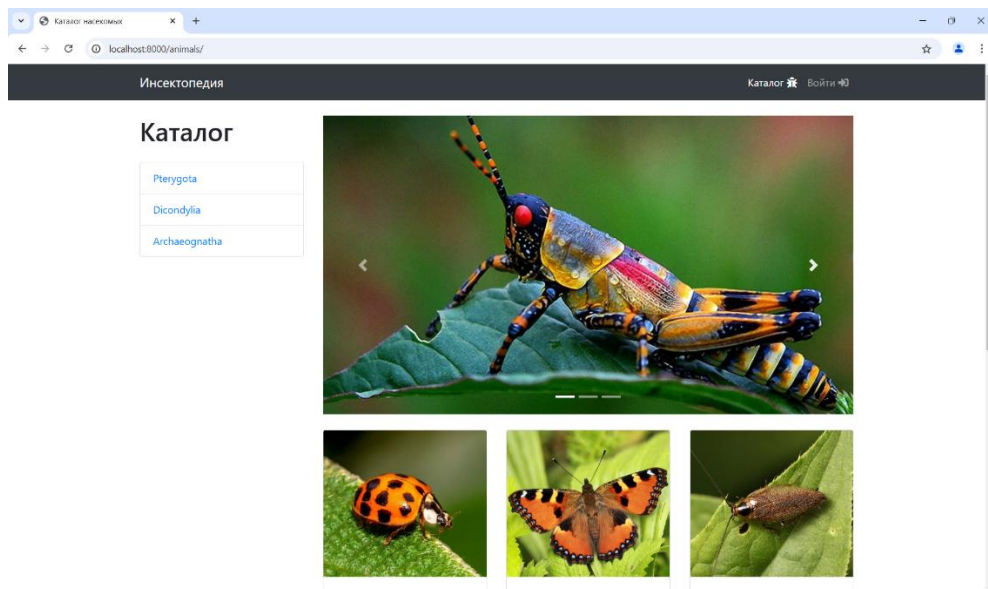 Каталог насекомых
localhost:8000/animals/
Инсектопедия
Каталог Войти
Каталог
Pterygota
Dicondylia
Archaeognatha